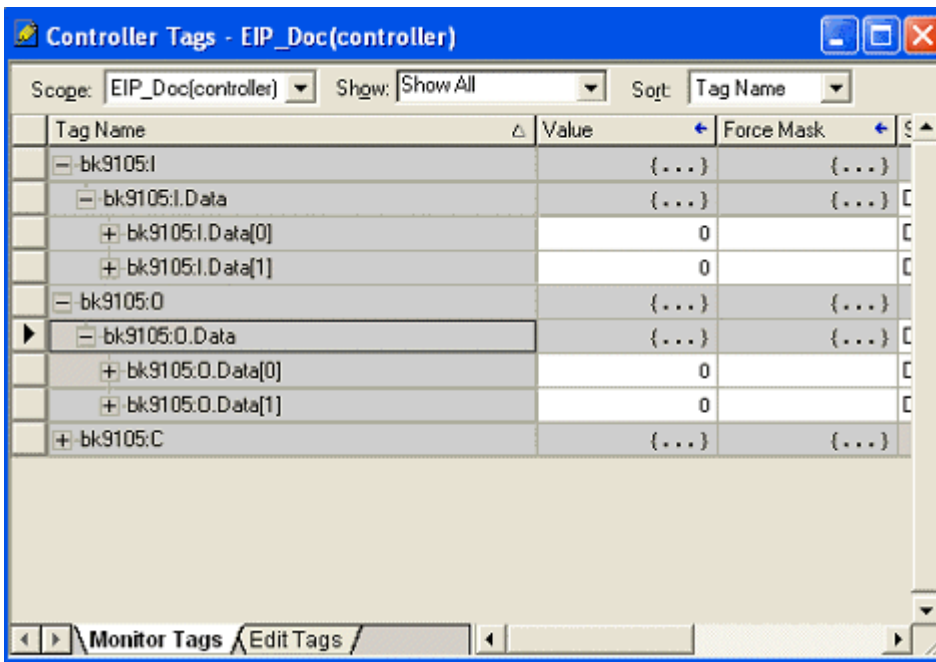 Controller Tags - EIP_Doc(controller)
Scope: EIP_Doc(controller) Show: Show All Sort: Tag Name
Tag Name Value Force Mask
bk9105:I {...} {...}
bk9105:I.Data {...} {...}
bk9105:I.Data[0] 0
bk9105:I.Data[1] 0
bk9105:O {...} {...}
bk9105:O.Data {...} {...}
bk9105:O.Data[0] 0
bk9105:O.Data[1] 0
bk9105:C {...} {...}
Monitor Tags Edit Tags